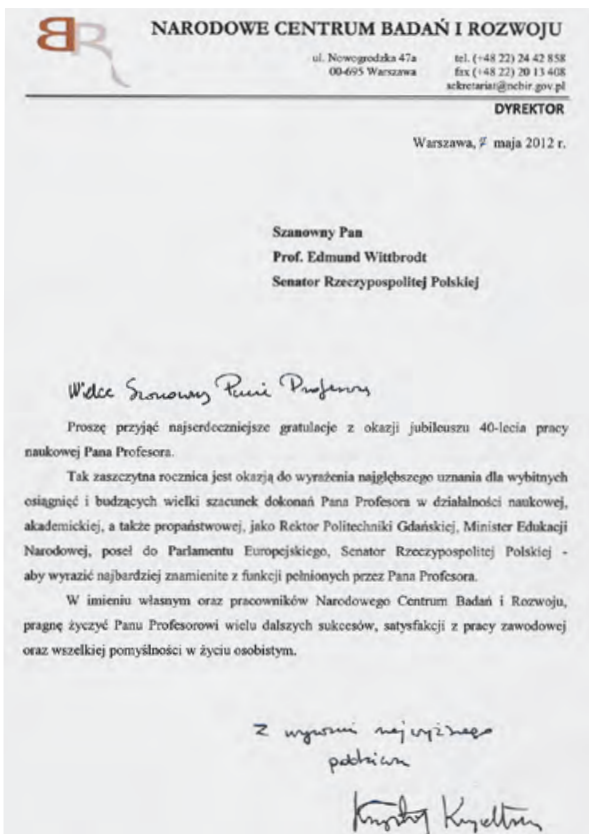 BR
NARODOWE CENTRUM BADAŃ I ROZWOJU
ul. Nowogrodzka 47a
00-695 Warszawa
tel. (+48 22) 24 42 858
fax (+48 22) 20 13 408
sekretariat@ncbir.gov.pl
DYREKTOR
Warszawa, 7 maja 2012 r.
Szanowny Pan
Prof. Edmund Wittbrodt
Senator Rzeczypospolitej Polskiej
Wielce Szanowny Panie Profesorze
Proszę przyjąć najserdeczniejsze gratulacje z okazji jubileuszu 40-lecia pracy
naukowej Pana Profesora.
Tak zaszczytna rocznica jest okazją do wyrażenia najgłębszego uznania dla wybitnych
osiągnięć i budzących wielki szacunek dokonań Pana Profesora w działalności naukowej,
akademickiej, a także propaństwowej, jako Rektor Politechniki Gdańskiej, Minister Edukacji
Narodowej, poseł do Parlamentu Europejskiego, Senator Rzeczypospolitej Polskiej -
aby wyrazić najbardziej znamienite z funkcji pełnionych przez Pana Profesora.
W imieniu własnym oraz pracowników Narodowego Centrum Badań i Rozwoju,
pragnę życzyć Panu Profesorowi wielu dalszych sukcesów, satysfakcji z pracy zawodowej
oraz wszelkiej pomyślności w życiu osobistym.
Z wyrazami najwyższego
podziwu
Krzysztof